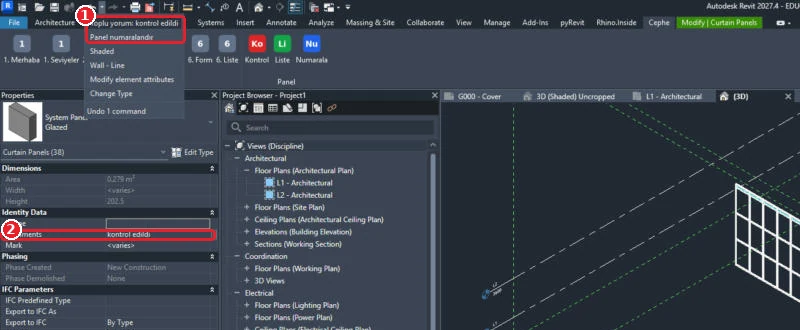 Autodesk Revit 2027.4 - EDU
File
Architecture
Systems
Insert
Annotate
Analyze
Massing & Site
Collaborate
View
Manage
Add-Ins
pyRevit
Rhino.Inside
Cephe
Modify | Curtain Panels
1
plu yorum: kontrol edildi
Panel numaralandır
Shaded
Wall - Line
Modify element attributes
Change Type
Undo 1 command
1
1. Merhaba
1
1. Seviyeler
6
6. Form
6
6. Liste
Ko
Kontrol
Li
Liste
Nu
Numarala
Panel
Properties
System Panel
Glazed
Curtain Panels (38)
Edit Type
Dimensions
Area 0.279 m²
Width <varies>
Height 202.5
Identity Data
2
ments kontrol edildi
Mark <varies>
Phasing
Phase Created New Construction
Phase Demolished None
IFC Parameters
IFC Predefined Type
Export to IFC As
Export to IFC By Type
Project Browser - Project1
Search
Views (Discipline)
Architectural
Floor Plans (Architectural Plan)
L1 - Architectural
L2 - Architectural
Floor Plans (Site Plan)
Ceiling Plans (Architectural Ceiling Plan)
Elevations (Building Elevation)
Sections (Working Section)
Coordination
Floor Plans (Working Plan)
3D Views
Electrical
Floor Plans (Lighting Plan)
Floor Plans (Power Plan)
G000 - Cover
3D (Shaded) Uncropped
L1 - Architectural
(3D)
L2